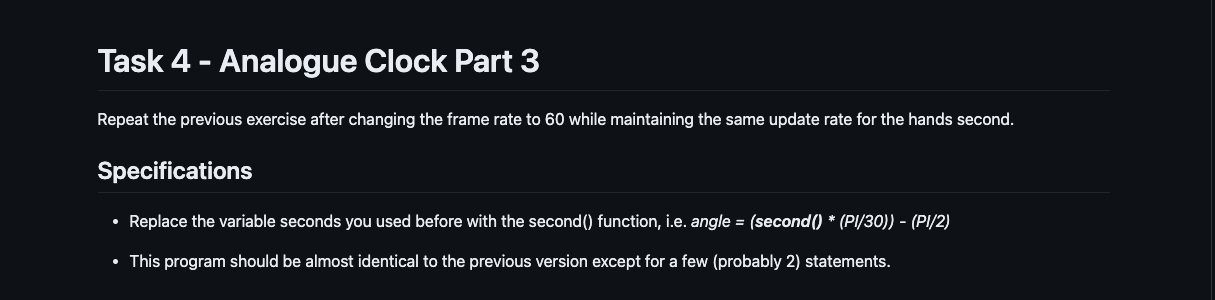 Task 4 - Analogue Clock Part 3
Repeat the previous exercise after changing the frame rate to 60 while maintaining the same update rate for the hands second.
Specifications
• Replace the variable seconds you used before with the second() function, i.e. angle = (second() * (PI/30)) - (PI/2)
• This program should be almost identical to the previous version except for a few (probably 2) statements.